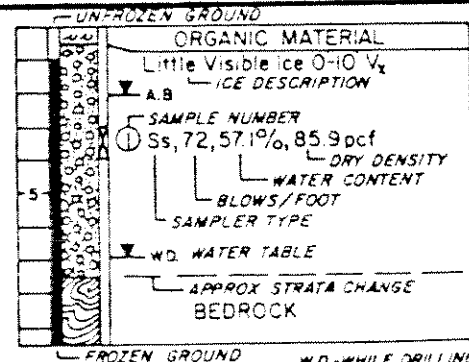 UNFROZEN GROUND
ORGANIC MATERIAL
Little Visible Ice 0-10 Vx
ICE DESCRIPTION
A.B
SAMPLE NUMBER
1 Ss, 72, 57.1%, 85.9pcf
DRY DENSITY
WATER CONTENT
5
BLOWS/FOOT
SAMPLER TYPE
W.D. WATER TABLE
APPROX STRATA CHANGE
BEDROCK
FROZEN GROUND
W.D.-WHILE DRILLING